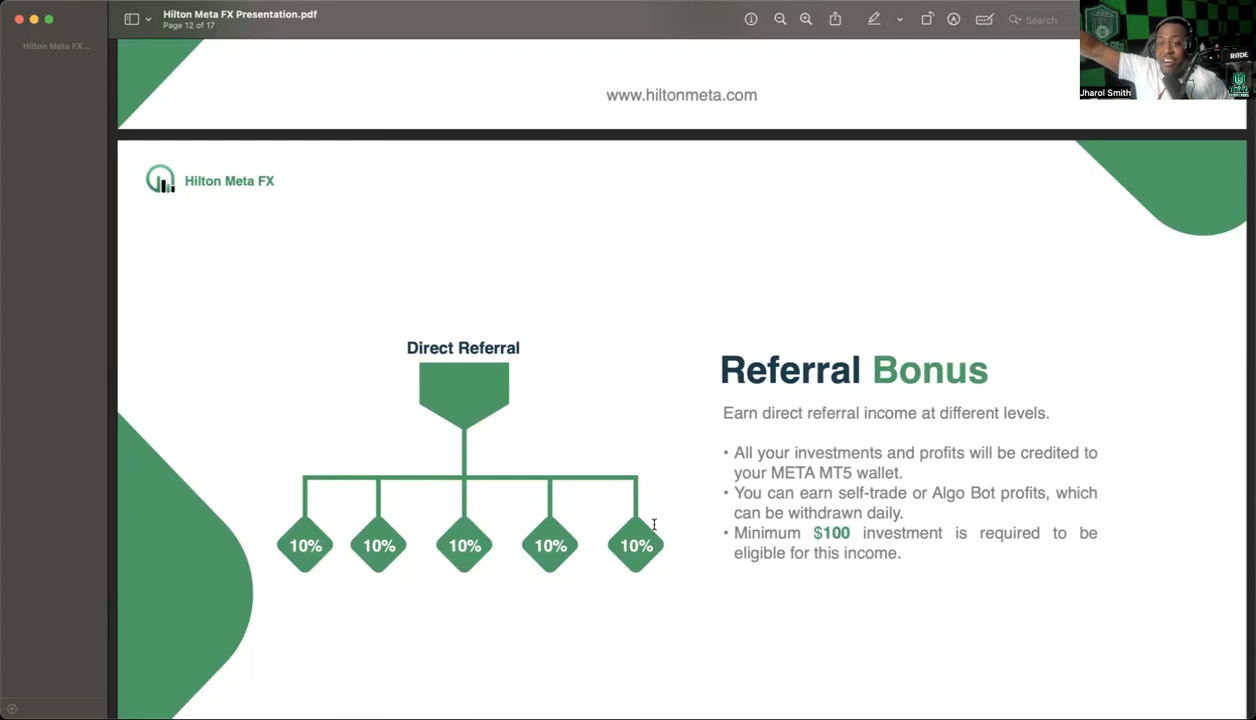 Hilton Meta FX Presentation.pdf
Page 12 of 17
Search
Hilton Meta FX...
RØDE
Jharol Smith
www.hiltonmeta.com
Hilton Meta FX
Direct Referral
10% 10% 10% 10% 10%
Referral Bonus
Earn direct referral income at different levels.
• All your investments and profits will be credited to
your META MT5 wallet.
• You can earn self-trade or Algo Bot profits, which
can be withdrawn daily.
• Minimum $100 investment is required to be
eligible for this income.